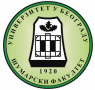 УНИВЕРЗИТЕТ У БЕОГРАДУ
ШУМАРСКИ ФАКУЛТЕТ
1920